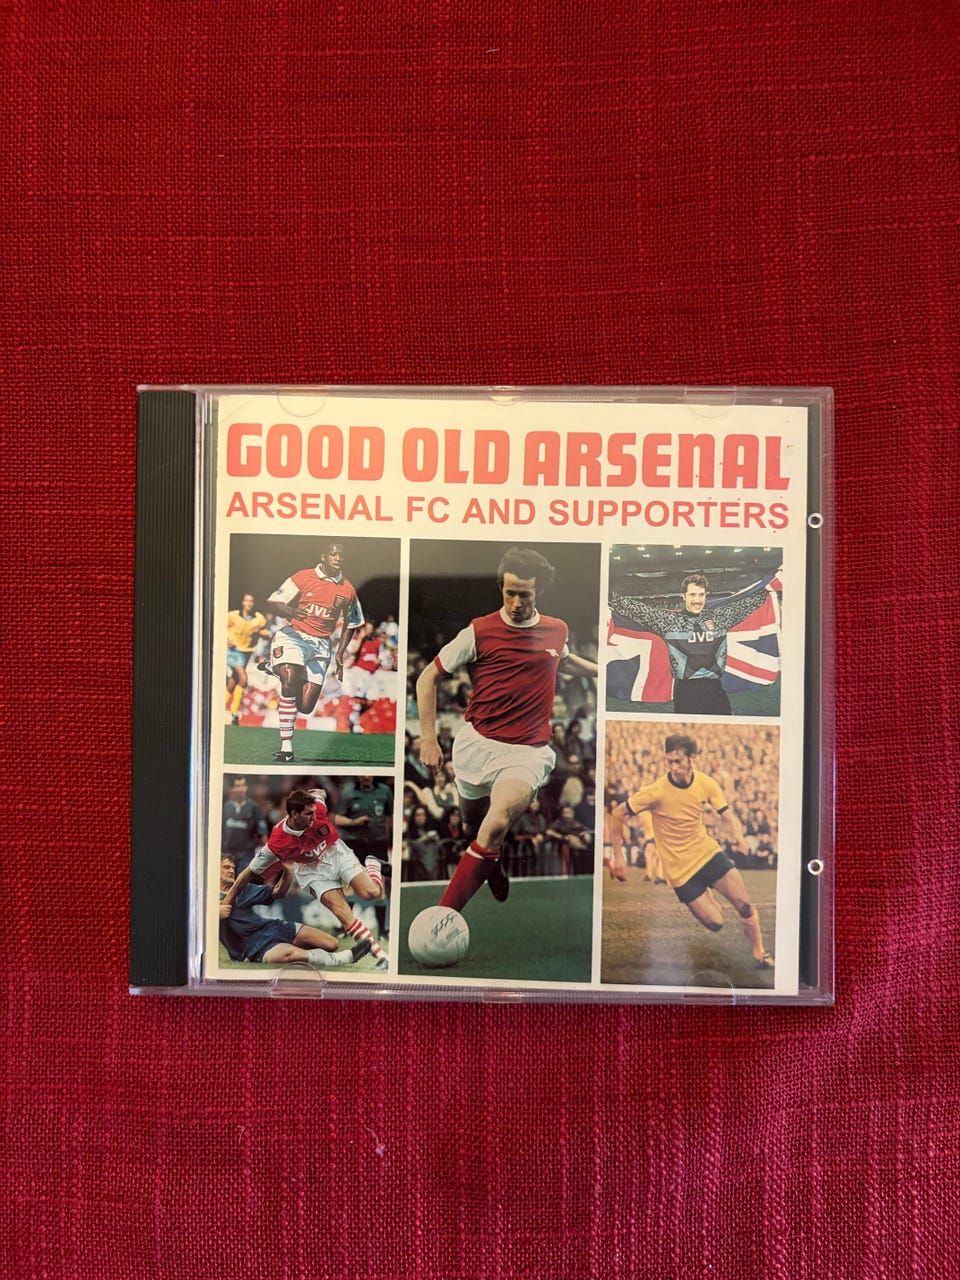 GOOD OLD ARSENAL
ARSENAL FC AND SUPPORTERS
JVC
JVC
JVC